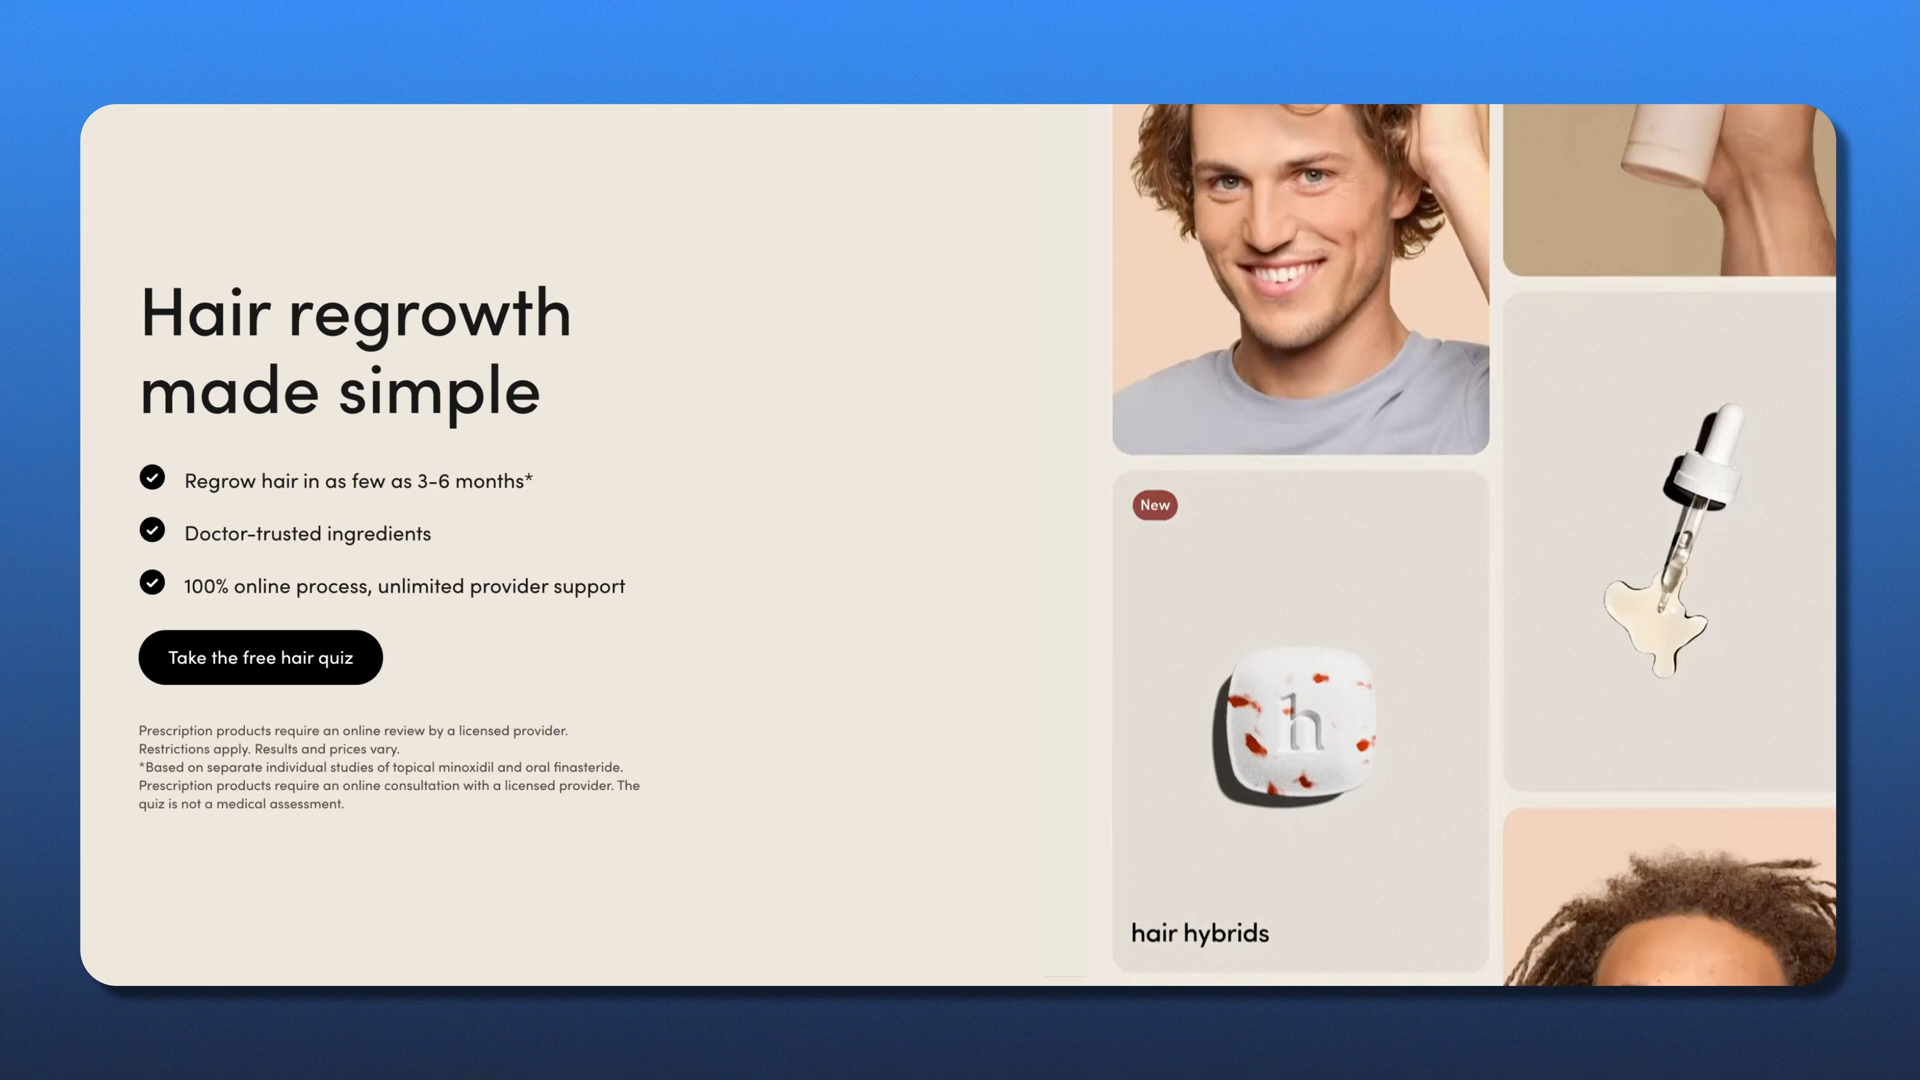 Hair regrowth
made simple
Regrow hair in as few as 3-6 months*
Doctor-trusted ingredients
100% online process, unlimited provider support
Take the free hair quiz
Prescription products require an online review by a licensed provider.
Restrictions apply. Results and prices vary.
*Based on separate individual studies of topical minoxidil and oral finasteride.
Prescription products require an online consultation with a licensed provider. The
quiz is not a medical assessment.
New
h
hair hybrids